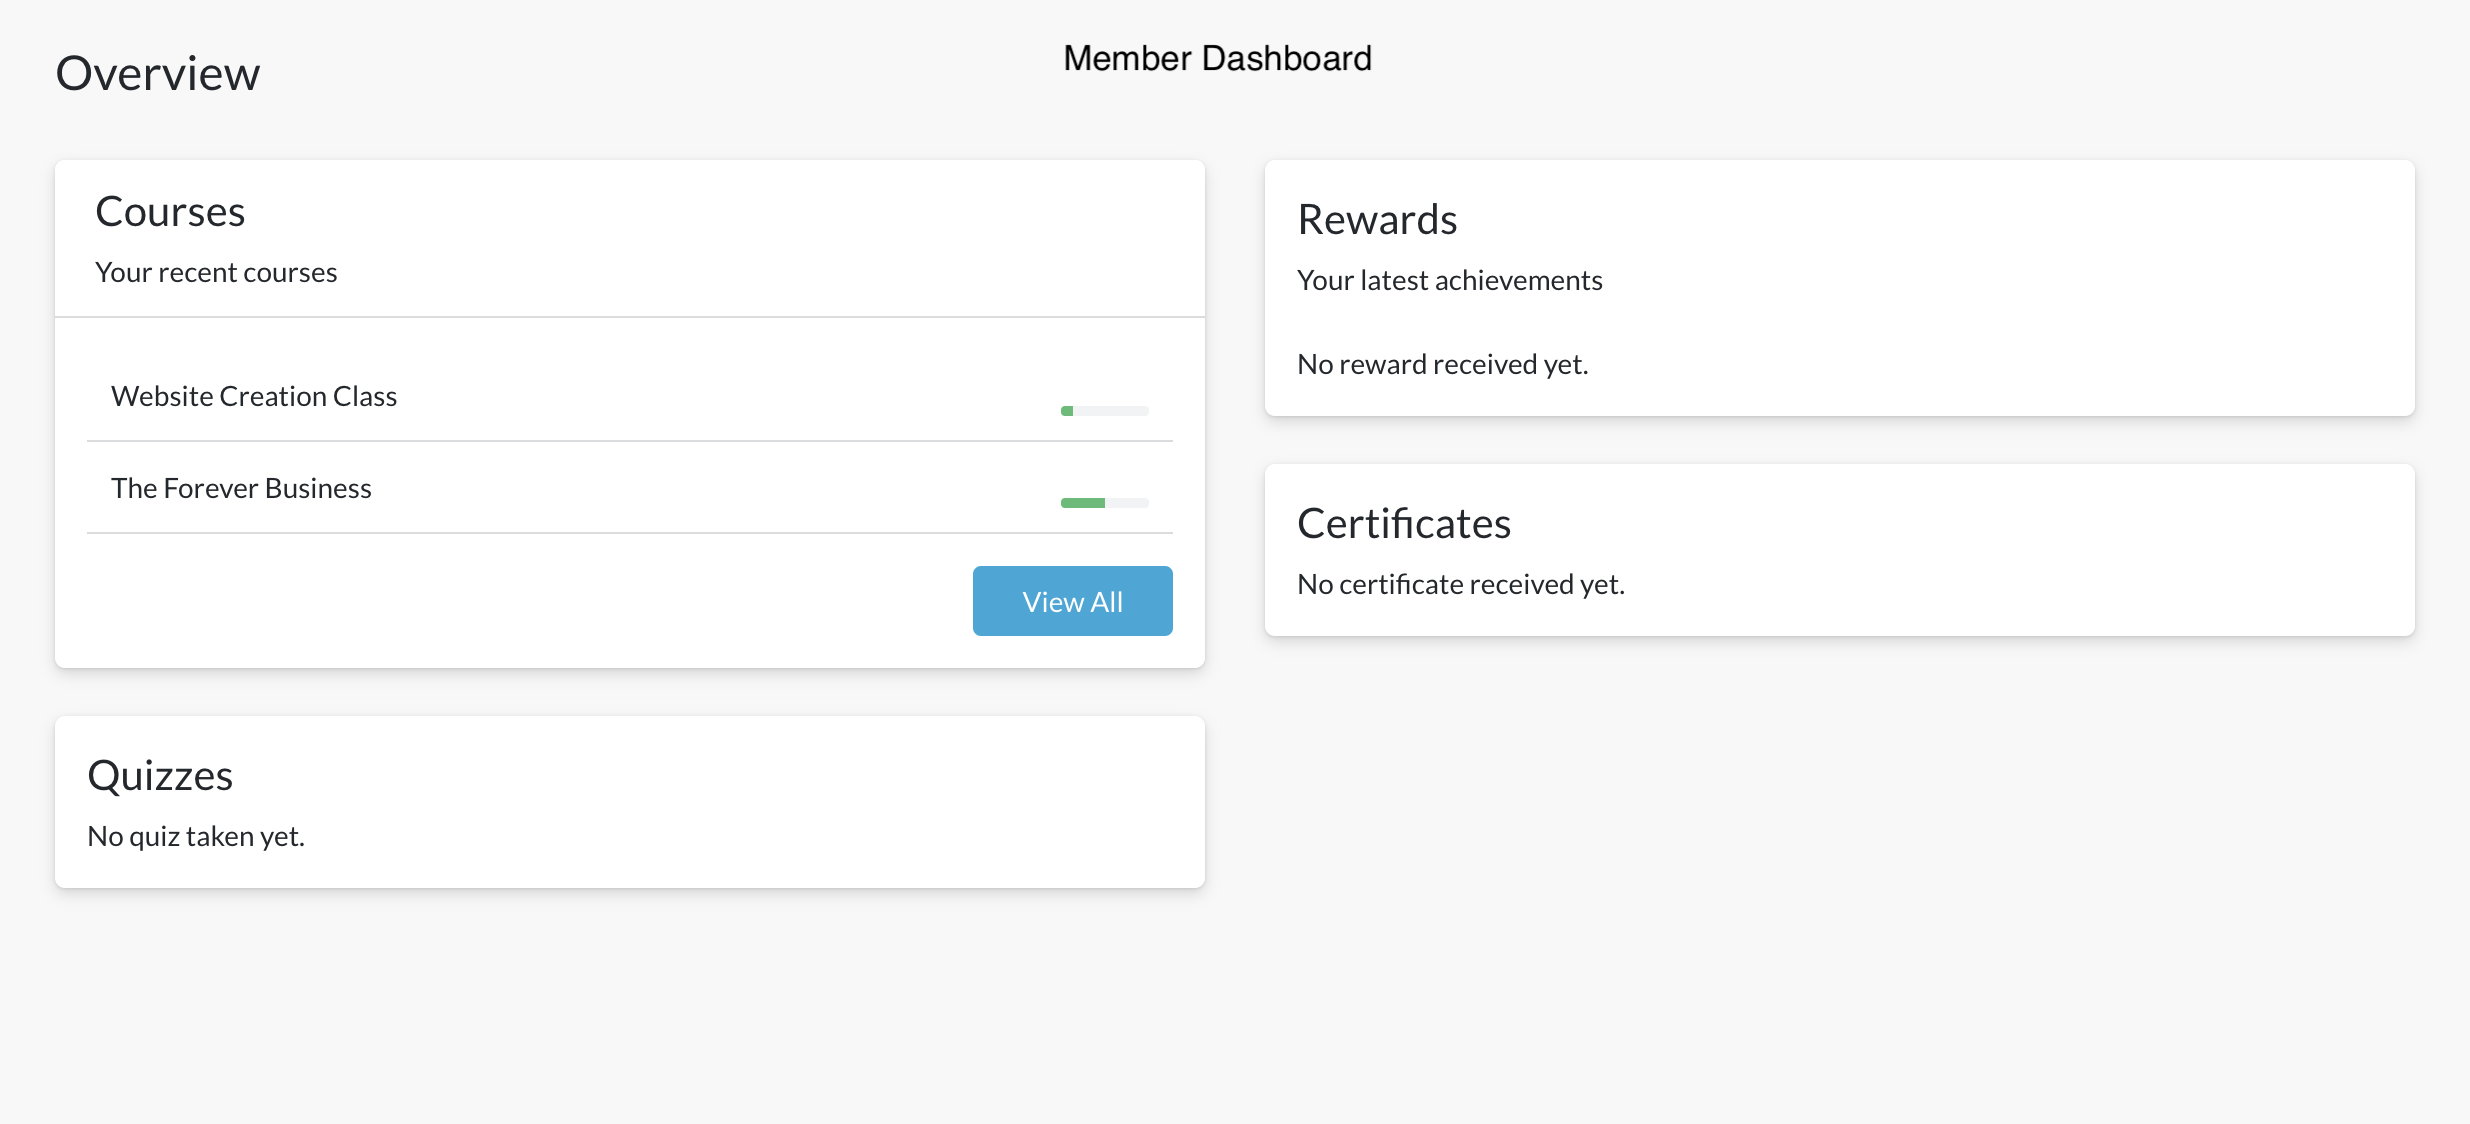 Overview
Member Dashboard
Courses
Your recent courses
Website Creation Class
The Forever Business
View All
Quizzes
No quiz taken yet.
Rewards
Your latest achievements
No reward received yet.
Certificates
No certificate received yet.